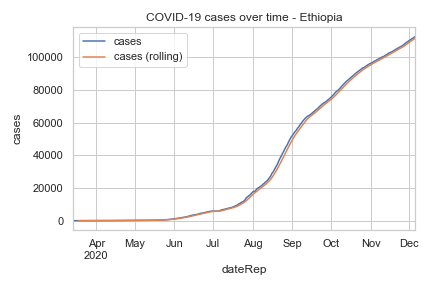 COVID-19 cases over time - Ethiopia
cases
cases (rolling)
100000
80000
60000
40000
20000
0
cases
Apr May Jun Jul Aug Sep Oct Nov Dec
2020
dateRep